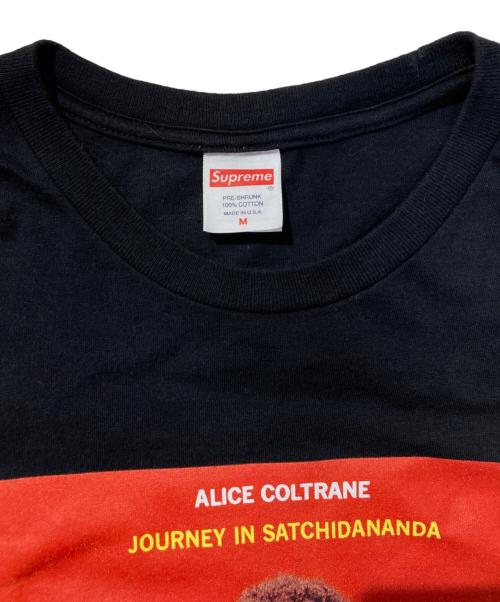 Supreme
PRE-SHRUNK
100% COTTON
MADE IN U.S.A.
M
ALICE COLTRANE
JOURNEY IN SATCHIDANANDA